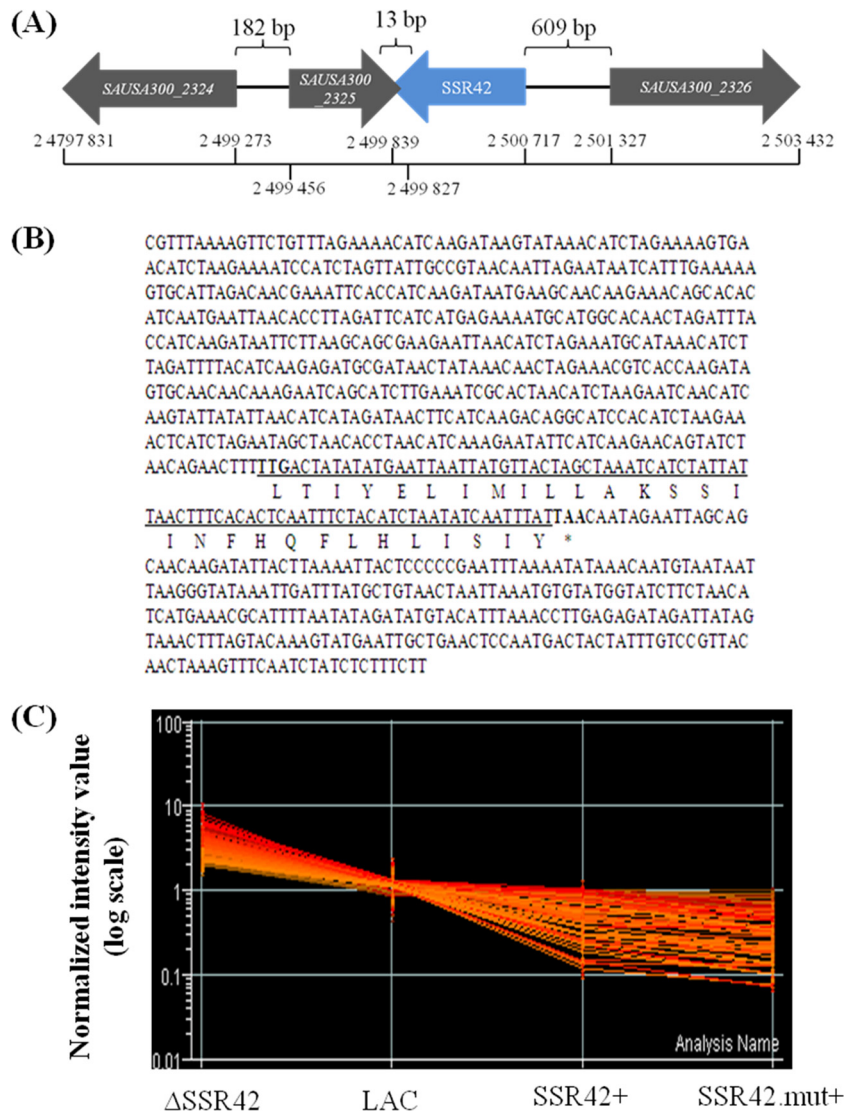 (A)
182 bp 13 bp 609 bp
SAUSA300_2324 SAUSA300 _2325 SSR42 SAUSA300_2326
2 4797 831 2 499 273 2 499 839 2 500 717 2 501 327 2 503 432
2 499 456 2 499 827
(B)
CGTTTAAAAGTTCTGTTTAGAAAACATCAAGATAAGTATAAACATCTAGAAAAGTGA
ACATCTAAGAAAATCCATCTAGTTATTGCCGTAACAATTAGAATAATCATTTGAAAAA
GTGCATTAGACAACGAAATTCACCATCAAGATAATGAAGCAACAAGAAACAGCACAC
ATCAATGAATTAACACCTTAGATTCATCATGAGAAAATGCATGGCACAACTAGATTTA
CCATCAAGATAATTCTTAAGCAGCGAAGAATTAACATCTAGAAATGCATAAACATCT
TAGATTTTACATCAAGAGATGCGATAACTATAAACAACTAGAAACGTCACCAAGATA
GTGCAACAACAAAGAATCAGCATCTTGAAATCGCACTAACATCTAAGAATCAACATC
AAGTATTATATTAACATCATAGATAACTTCATCAAGACAGGCATCCACATCTAAGAA
ACTCATCTAGAATAGCTAACACCTAACATCAAAGAATATTCATCAAGAACAGTATCT
AACAGAACTTTTTGACTATATATGAATTAATTATGTTACTAGCTAAATCATCTATTAT
L T I Y E L I M I L L A K S S I
TAACTTTCACACTCAATTTCTACATCTAATATCAATTTATTAACAATAGAATTAGCAG
I N F H Q F L H L I S I Y *
CAACAAGATATTACTTAAAATTACTCCCCCGAATTTAAAATATAAACAATGTAATAAT
TAAGGGTATAAATTGATTTATGCTGTAACTAATTAAATGTGTATGGTATCTTCTAACA
TCATGAAACGCATTTTAATATAGATATGTACATTTAAACCTTGAGAGATAGATTATAG
TAAACTTTAGTACAAAGTATGAATTGCTGAACTCCAATGACTACTATTTGTCCGTTAC
AACTAAAGTTTCAATCTATCTCTTTCTT
(C)
Normalized intensity value
(log scale)
100
10
1
0.1
0.01
Analysis Name
ΔSSR42 LAC SSR42+ SSR42.mut+